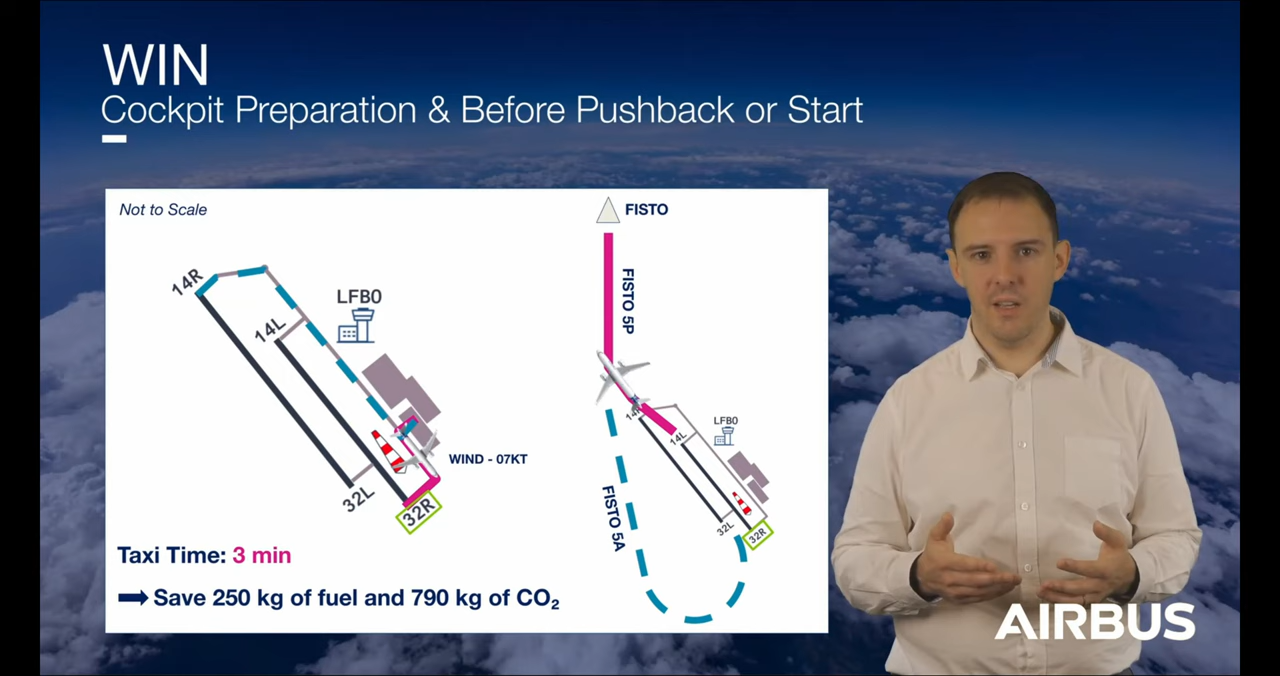 WIN
Cockpit Preparation & Before Pushback or Start
Not to Scale
14R
14L
LFBO
WIND - 07KT
32L
32R
Taxi Time: 3 min
Save 250 kg of fuel and 790 kg of CO₂
FISTO
FISTO 5P
14L
LFBO
FISTO 5A
32L
32R
AIRBUS